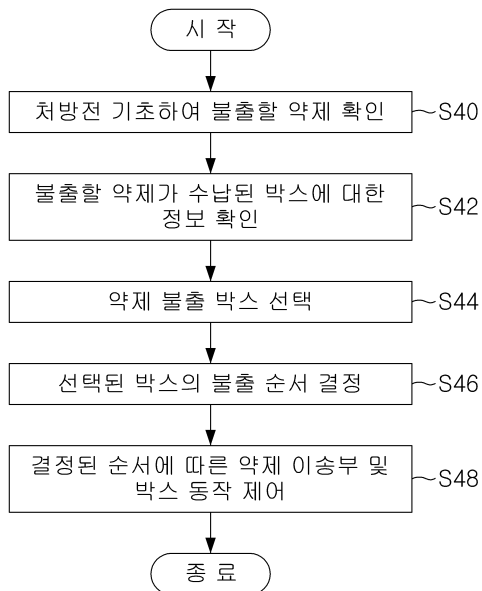 시 작
처방전 기초하여 불출할 약제 확인
S40
불출할 약제가 수납된 박스에 대한
정보 확인
S42
약제 불출 박스 선택
S44
선택된 박스의 불출 순서 결정
S46
결정된 순서에 따른 약제 이송부 및
박스 동작 제어
S48
종 료